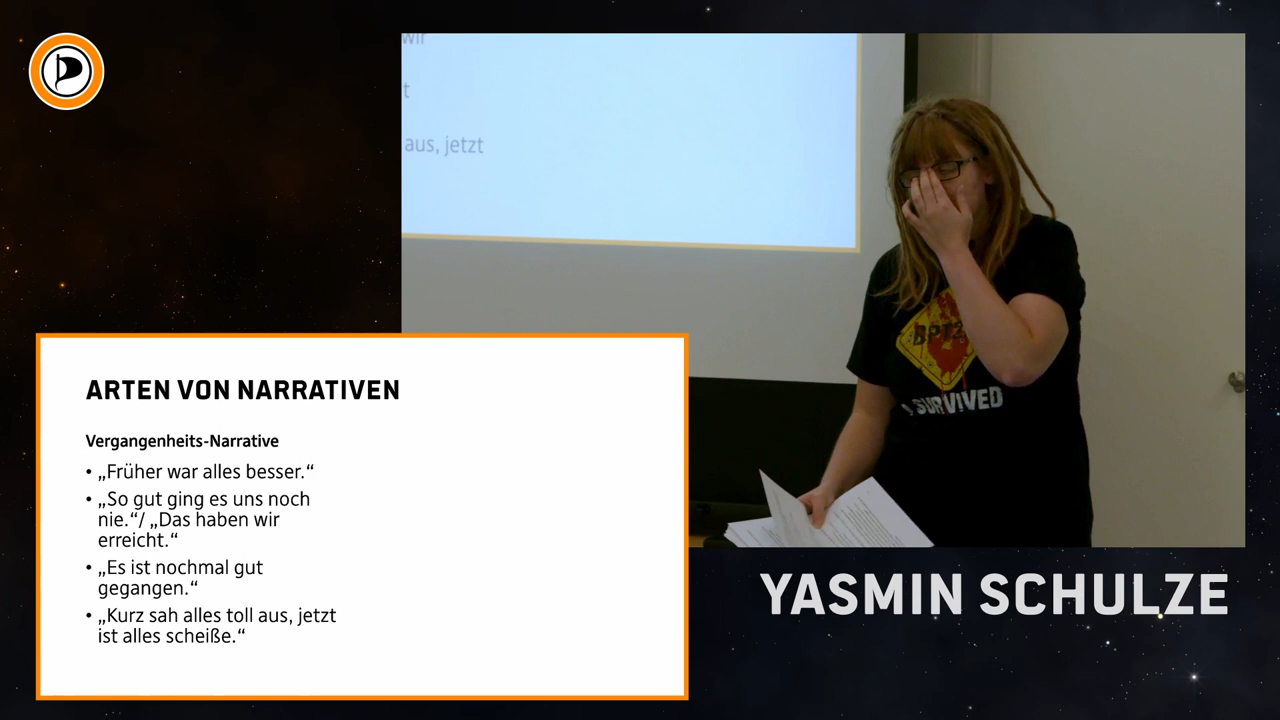 wir
t
aus, jetzt
BPT
I SURVIVED
ARTEN VON NARRATIVEN
Vergangenheits-Narrative
• „Früher war alles besser.“
• „So gut ging es uns noch
nie.“/ „Das haben wir
erreicht.“
• „Es ist nochmal gut
gegangen.“
• „Kurz sah alles toll aus, jetzt
ist alles scheiße.“
YASMIN SCHULZE